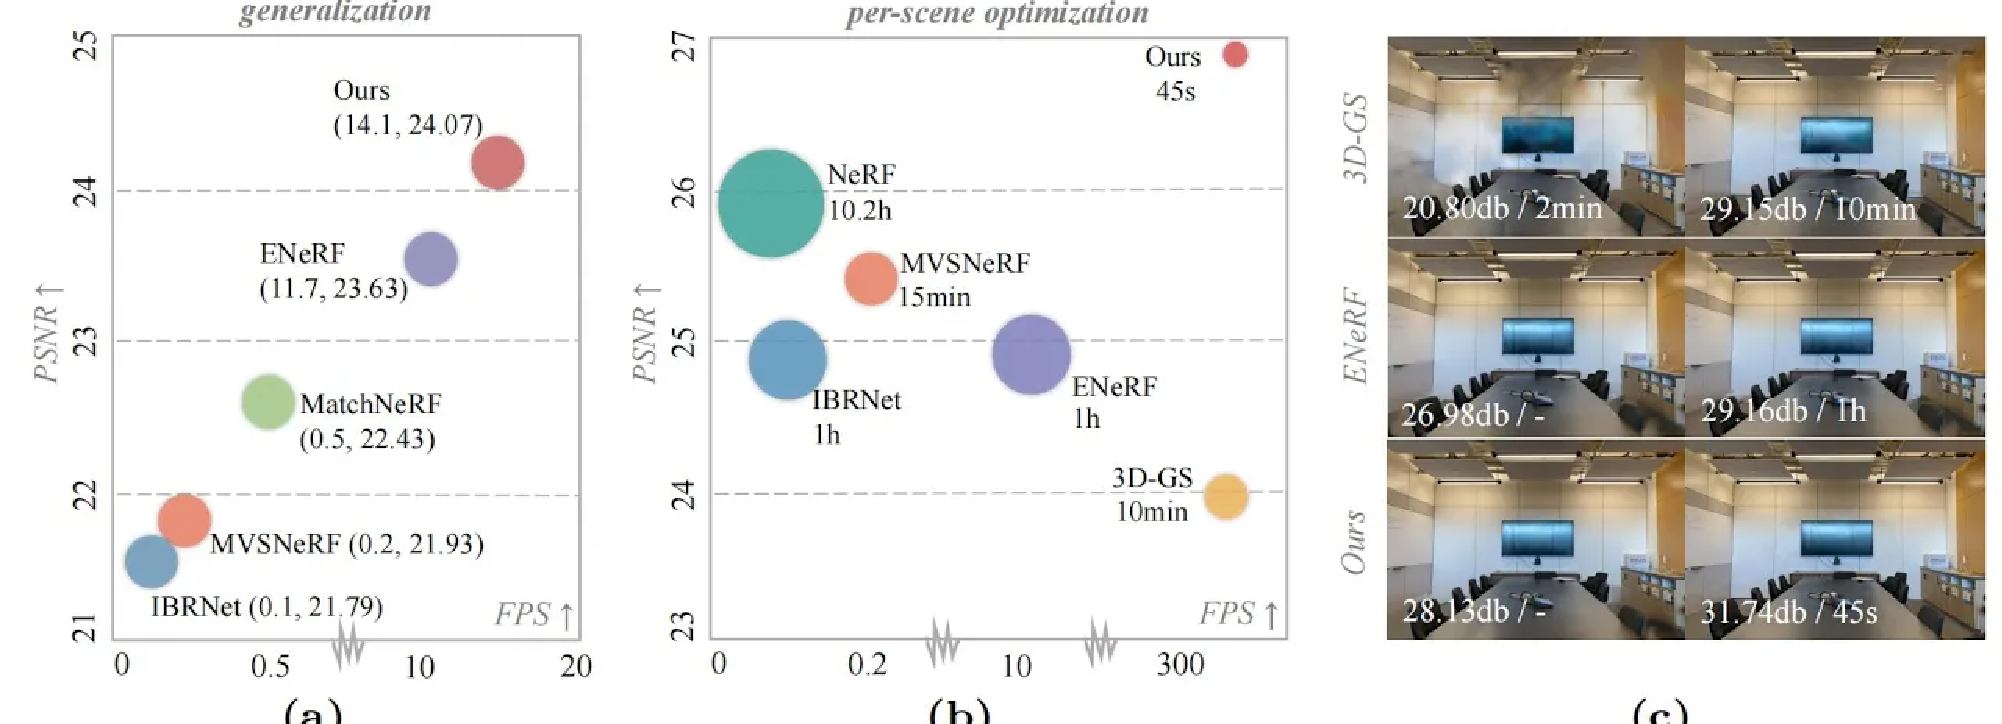 generalization
25
24
23
22
21
PSNR ↑
Ours
(14.1, 24.07)
ENeRF
(11.7, 23.63)
MatchNeRF
(0.5, 22.43)
MVSNeRF (0.2, 21.93)
IBRNet (0.1, 21.79)
FPS ↑
0 0.5 10 20
(a)
per-scene optimization
27
26
25
24
23
PSNR ↑
Ours
45s
NeRF
10.2h
MVSNeRF
15min
IBRNet
1h
ENeRF
1h
3D-GS
10min
FPS ↑
0 0.2 10 300
(b)
3D-GS
20.80db / 2min
29.15db / 10min
ENeRF
26.98db / -
29.16db / 1h
Ours
28.13db / -
31.74db / 45s
(c)